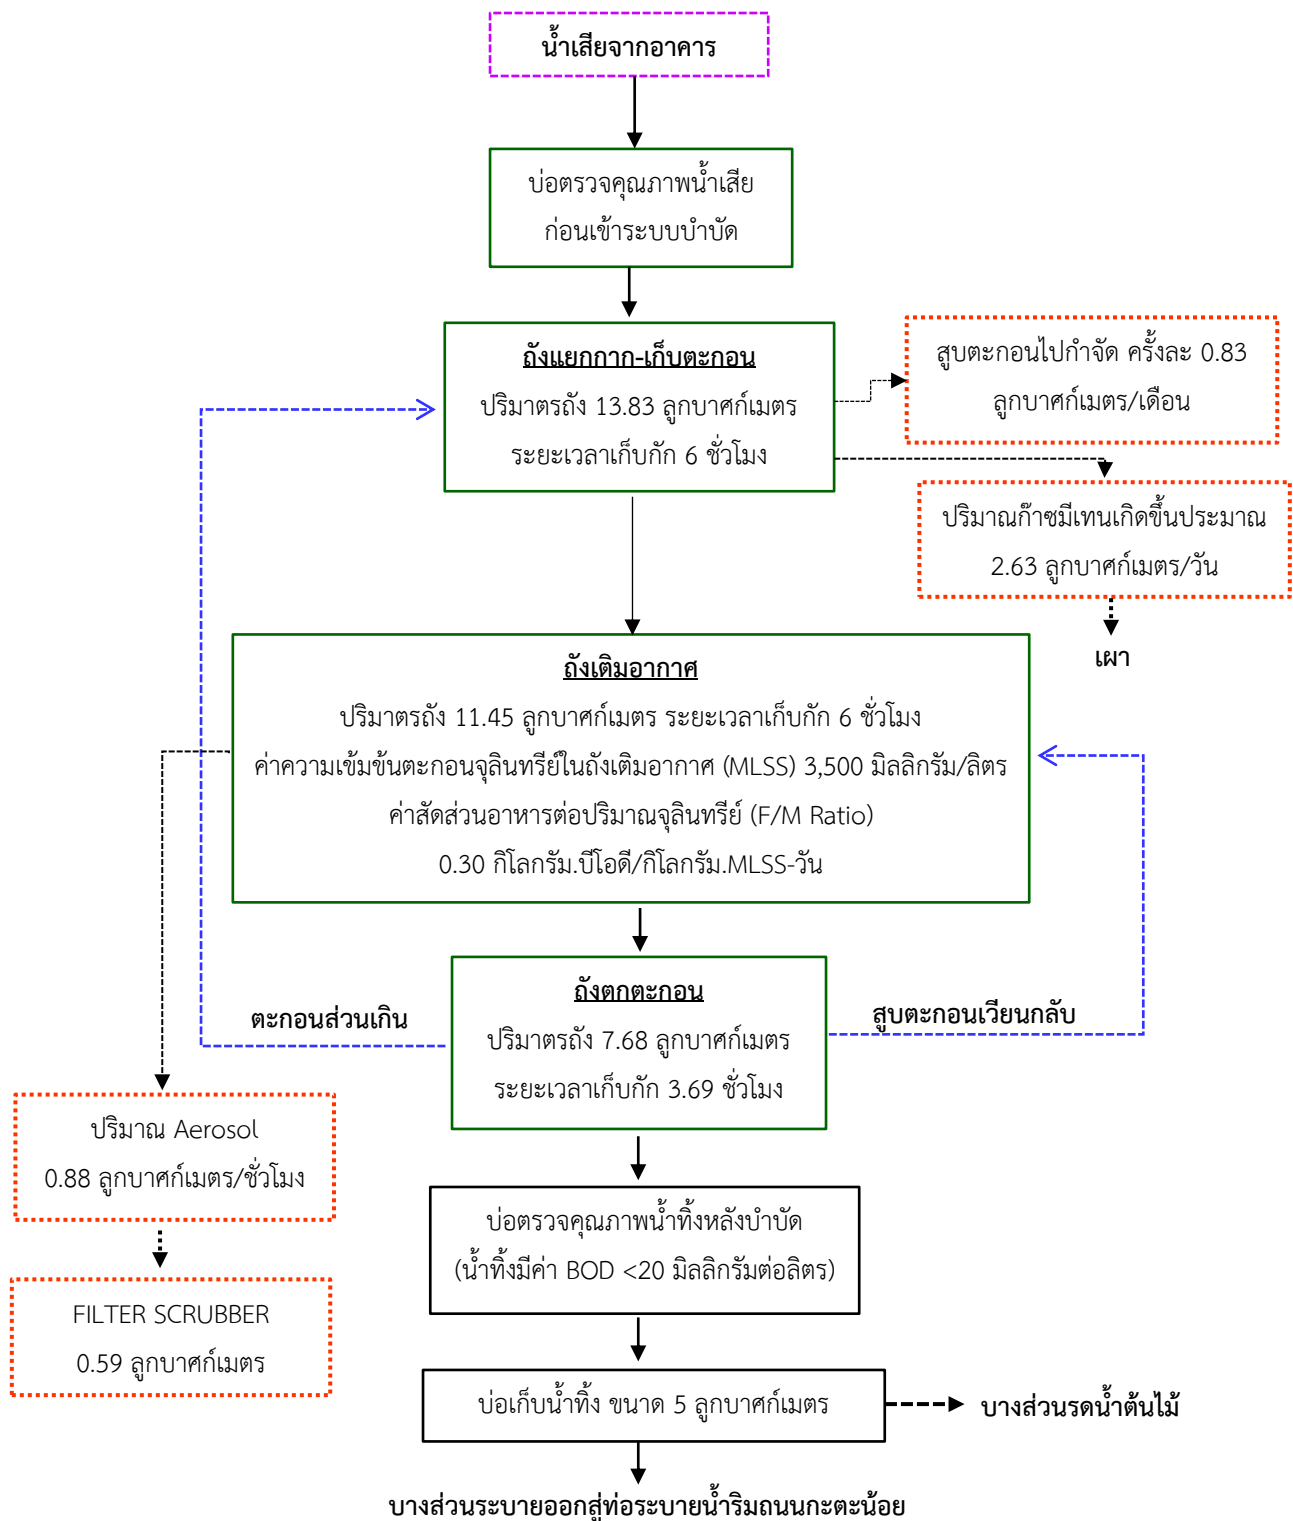 น้ำเสียจากอาคาร
บ่อตรวจคุณภาพน้ำเสีย
ก่อนเข้าระบบบำบัด
ถังแยกกาก-เก็บตะกอน
ปริมาตรถัง 13.83 ลูกบาศก์เมตร
ระยะเวลาเก็บกัก 6 ชั่วโมง
สูบตะกอนไปกำจัด ครั้งละ 0.83
ลูกบาศก์เมตร/เดือน
ปริมาณก๊าซมีเทนเกิดขึ้นประมาณ
2.63 ลูกบาศก์เมตร/วัน
เผา
ถังเติมอากาศ
ปริมาตรถัง 11.45 ลูกบาศก์เมตร ระยะเวลาเก็บกัก 6 ชั่วโมง
ค่าความเข้มข้นตะกอนจุลินทรีย์ในถังเติมอากาศ (MLSS) 3,500 มิลลิกรัม/ลิตร
ค่าสัดส่วนอาหารต่อปริมาณจุลินทรีย์ (F/M Ratio)
0.30 กิโลกรัม.บีโอดี/กิโลกรัม.MLSS-วัน
ถังตกตะกอน
ปริมาตรถัง 7.68 ลูกบาศก์เมตร
ระยะเวลาเก็บกัก 3.69 ชั่วโมง
ตะกอนส่วนเกิน
สูบตะกอนเวียนกลับ
ปริมาณ Aerosol
0.88 ลูกบาศก์เมตร/ชั่วโมง
FILTER SCRUBBER
0.59 ลูกบาศก์เมตร
บ่อตรวจคุณภาพน้ำทิ้งหลังบำบัด
(น้ำทิ้งมีค่า BOD <20 มิลลิกรัมต่อลิตร)
บ่อเก็บน้ำทิ้ง ขนาด 5 ลูกบาศก์เมตร
บางส่วนรดน้ำต้นไม้
บางส่วนระบายออกสู่ท่อระบายน้ำริมถนนกะตะน้อย